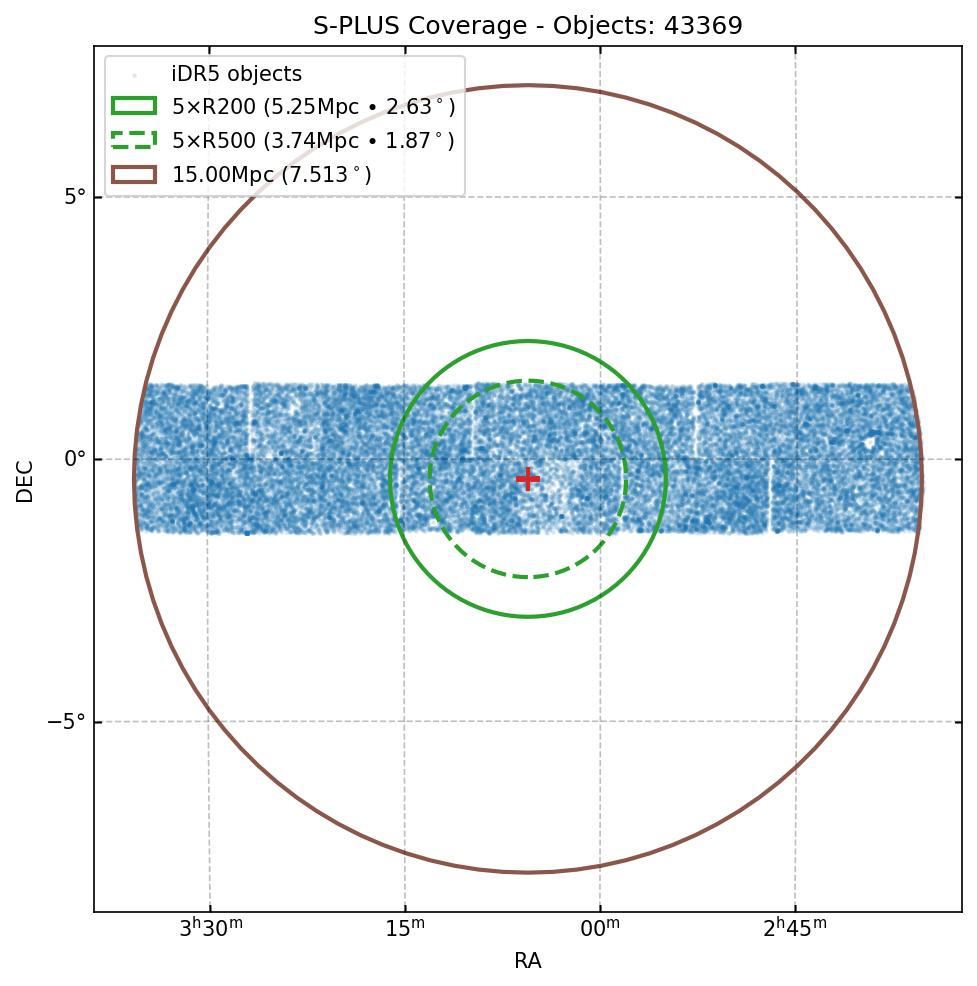 S-PLUS Coverage - Objects: 43369
iDR5 objects
5×R200 (5.25Mpc • 2.63°)
5×R500 (3.74Mpc • 1.87°)
15.00Mpc (7.513°)
5°
0°
−5°
DEC
3ʰ30ᵐ 15ᵐ 00ᵐ 2ʰ45ᵐ
RA